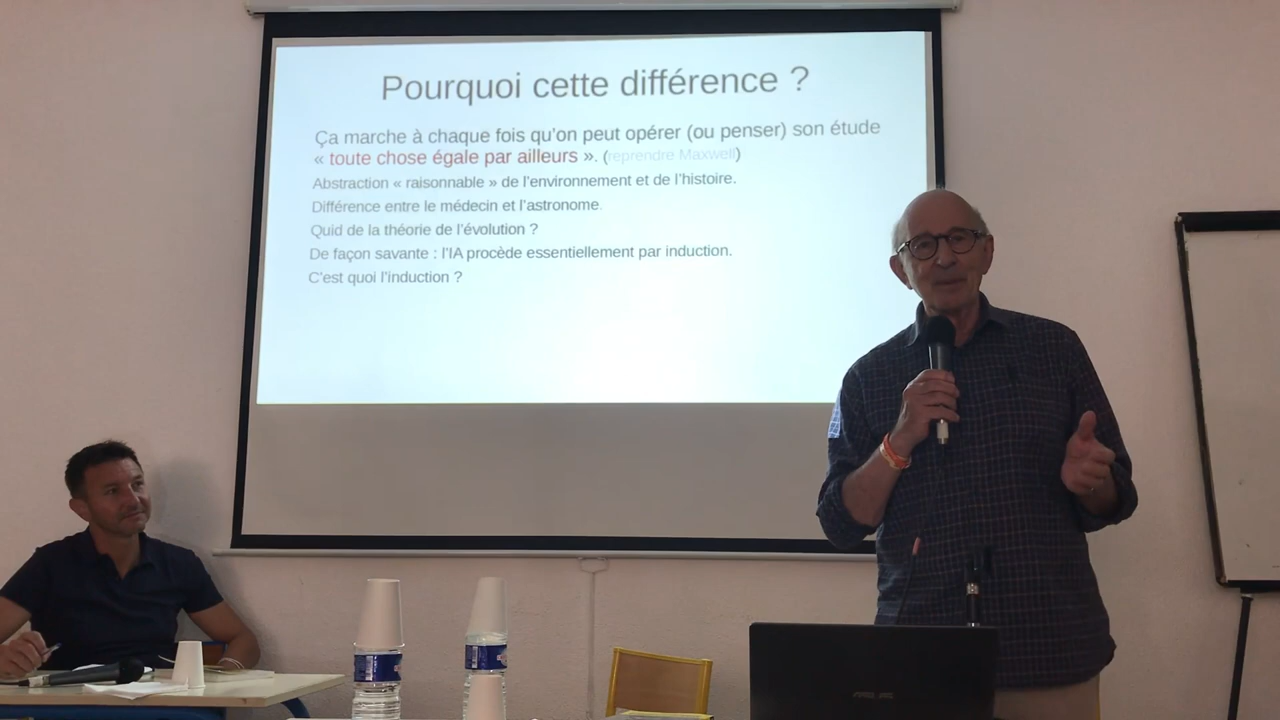 Pourquoi cette différence ?
Ça marche à chaque fois qu'on peut opérer (ou penser) son étude
« toute chose égale par ailleurs ». (reprendre Maxwell)
Abstraction « raisonnable » de l'environnement et de l'histoire.
Différence entre le médecin et l'astronome.
Quid de la théorie de l'évolution ?
De façon savante : l'IA procède essentiellement par induction.
C'est quoi l'induction ?